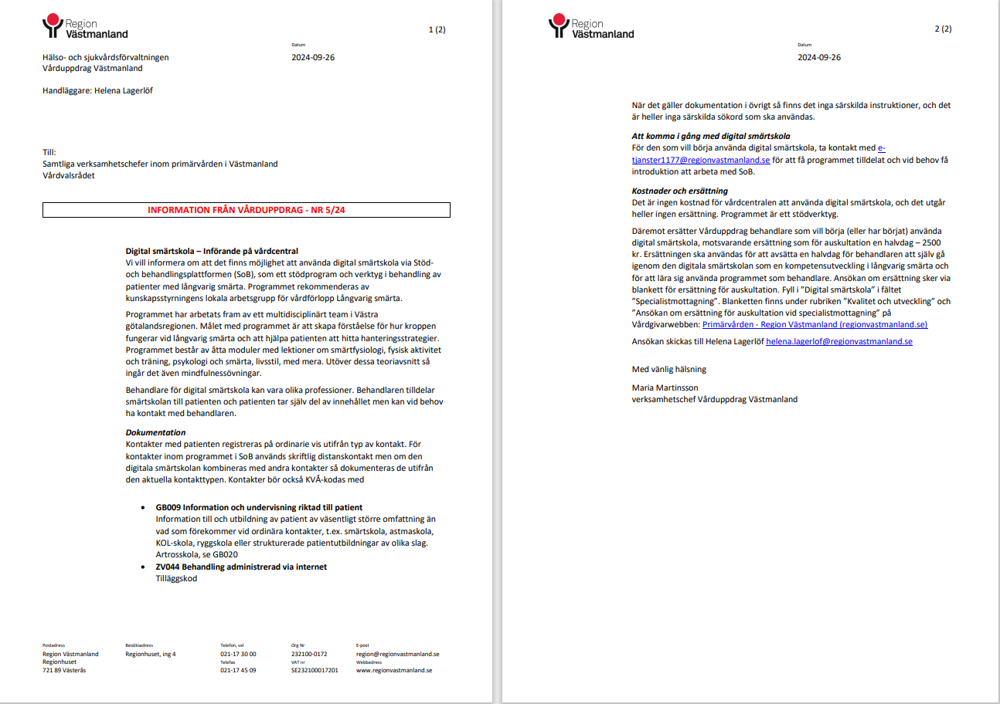 Region
Västmanland
1 (2)
Datum
Hälso- och sjukvårdsförvaltningen
2024-09-26
Vårduppdrag Västmanland
Handläggare: Helena Lagerlöf
Till:
Samtliga verksamhetschefer inom primärvården i Västmanland
Vårdvalsrådet
INFORMATION FRÅN VÅRDUPPDRAG - NR 5/24
Digital smärtskola – Införande på vårdcentral
Vi vill informera om att det finns möjlighet att använda digital smärtskola via Stöd-
och behandlingsplattformen (SoB), som ett stödprogram och verktyg i behandling av
patienter med långvarig smärta. Programmet rekommenderas av
kunskapsstyrningens lokala arbetsgrupp för vårdförlopp Långvarig smärta.
Programmet har arbetats fram av ett multidisciplinärt team i Västra
götalandsregionen. Målet med programmet är att skapa förståelse för hur kroppen
fungerar vid långvarig smärta och att hjälpa patienten att hitta hanteringsstrategier.
Programmet består av åtta moduler med lektioner om smärtfysiologi, fysisk aktivitet
och träning, psykologi och smärta, livsstil, med mera. Utöver dessa teoriavsnitt så
ingår det även mindfulnessövningar.
Behandlare för digital smärtskola kan vara olika professioner. Behandlaren tilldelar
smärtskolan till patienten och patienten tar själv del av innehållet men kan vid behov
ha kontakt med behandlaren.
Dokumentation
Kontakter med patienten registreras på ordinarie vis utifrån typ av kontakt. För
kontakter inom programmet i SoB används skriftlig distanskontakt men om den
digitala smärtskolan kombineras med andra kontakter så dokumenteras de utifrån
den aktuella kontakttypen. Kontakter bör också KVÅ-kodas med
• GB009 Information och undervisning riktad till patient
Information till och utbildning av patient av väsentligt större omfattning än
vad som förekommer vid ordinära kontakter, t.ex. smärtskola, astmaskola,
KOL-skola, ryggskola eller strukturerade patientutbildningar av olika slag.
Artrosskola, se GB020
• ZV044 Behandling administrerad via internet
Tilläggskod
Postadress Besöksadress Telefon, vxl Org Nr E-post
Region Västmanland Regionhuset, ing 4 021-17 30 00 232100-0172 region@regionvastmanland.se
Regionhuset Telefax VAT nr Webbadress
721 89 Västerås 021-17 45 09 SE232100017201 www.regionvastmanland.se
Region
Västmanland
2 (2)
Datum
2024-09-26
När det gäller dokumentation i övrigt så finns det inga särskilda instruktioner, och det
är heller inga särskilda sökord som ska användas.
Att komma i gång med digital smärtskola
För den som vill börja använda digital smärtskola, ta kontakt med e-
tjanster1177@regionvastmanland.se för att få programmet tilldelat och vid behov få
introduktion att arbeta med SoB.
Kostnader och ersättning
Det är ingen kostnad för vårdcentralen att använda digital smärtskola, och det utgår
heller ingen ersättning. Programmet är ett stödverktyg.
Däremot ersätter Vårduppdrag behandlare som vill börja (eller har börjat) använda
digital smärtskola, motsvarande ersättning som för auskultation en halvdag – 2500
kr. Ersättningen ska användas för att avsätta en halvdag för behandlaren att själv gå
igenom den digitala smärtskolan som en kompetensutveckling i långvarig smärta och
för att lära sig använda programmet som behandlare. Ansökan om ersättning sker via
blankett för ersättning för auskultation. Fyll i ”Digital smärtskola” i fältet
”Specialistmottagning”. Blanketten finns under rubriken ”Kvalitet och utveckling” och
”Ansökan om ersättning för auskultation vid specialistmottagning” på
Vårdgivarwebben: Primärvården - Region Västmanland (regionvastmanland.se)
Ansökan skickas till Helena Lagerlöf helena.lagerlof@regionvastmanland.se
Med vänlig hälsning
Maria Martinsson
verksamhetschef Vårduppdrag Västmanland